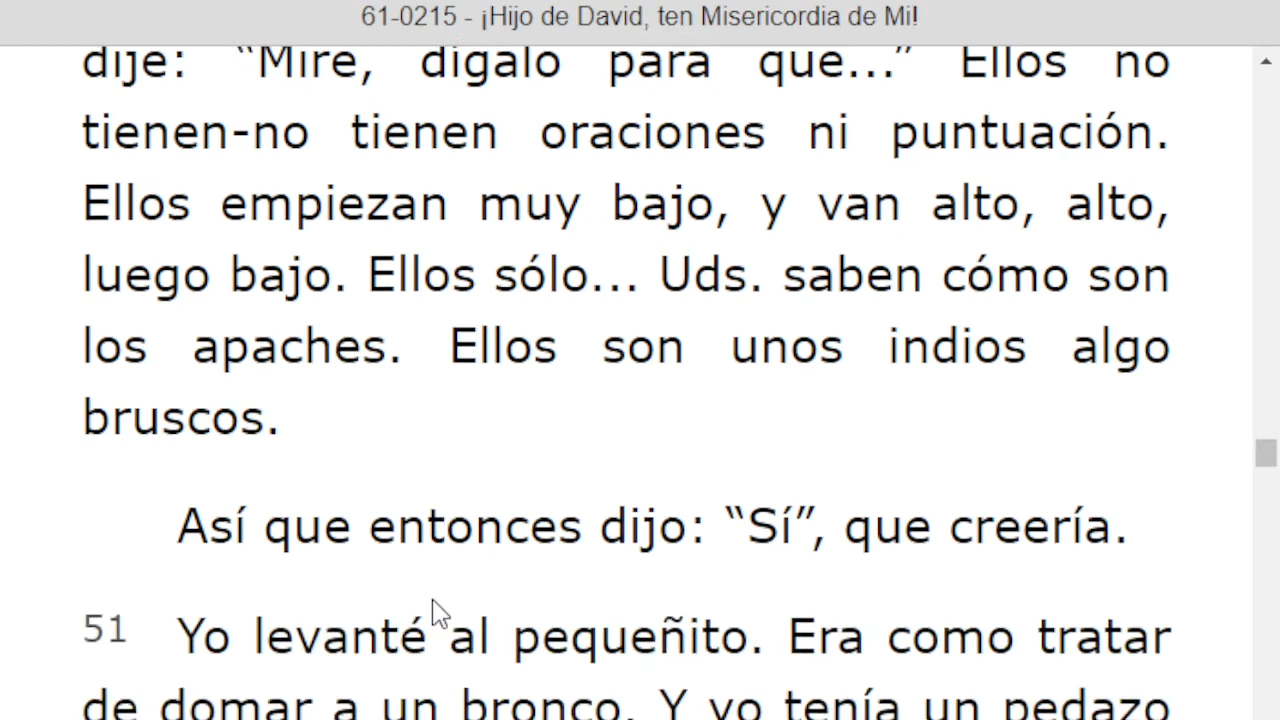 61-0215 - ¡Hijo de David, ten Misericordia de Mi!
dije: “Mire, dígalo para que...” Ellos no
tienen-no tienen oraciones ni puntuación.
Ellos empiezan muy bajo, y van alto, alto,
luego bajo. Ellos sólo... Uds. saben cómo son
los apaches. Ellos son unos indios algo
bruscos.
Así que entonces dijo: “Sí”, que creería.
51 Yo levanté al pequeñito. Era como tratar
de domar a un bronco. Y yo tenía un pedazo